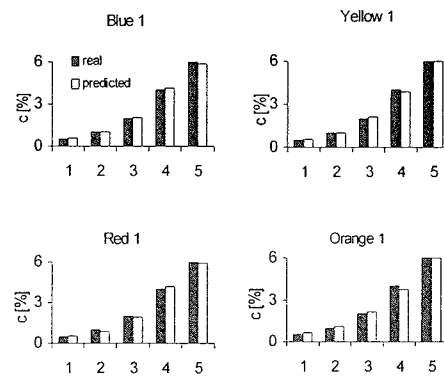 Blue 1
c [%]
6
3
0
real
predicted
1 2 3 4 5
Yellow 1
c [%]
6
3
0
1 2 3 4 5
Red 1
c [%]
6
3
0
1 2 3 4 5
Orange 1
c [%]
6
3
0
1 2 3 4 5